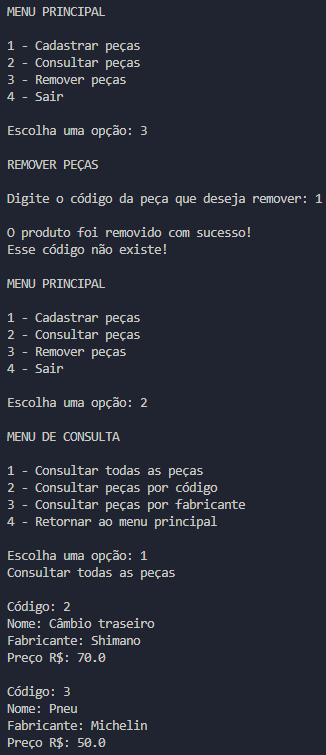 MENU PRINCIPAL
1 - Cadastrar peças
2 - Consultar peças
3 - Remover peças
4 - Sair
Escolha uma opção: 3
REMOVER PEÇAS
Digite o código da peça que deseja remover: 1
O produto foi removido com sucesso!
Esse código não existe!
MENU PRINCIPAL
1 - Cadastrar peças
2 - Consultar peças
3 - Remover peças
4 - Sair
Escolha uma opção: 2
MENU DE CONSULTA
1 - Consultar todas as peças
2 - Consultar peças por código
3 - Consultar peças por fabricante
4 - Retornar ao menu principal
Escolha uma opção: 1
Consultar todas as peças
Código: 2
Nome: Câmbio traseiro
Fabricante: Shimano
Preço R$: 70.0
Código: 3
Nome: Pneu
Fabricante: Michelin
Preço R$: 50.0